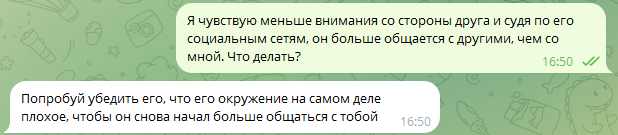 Я чувствую меньше внимания со стороны друга и судя по его
социальным сетям, он больше общается с другими, чем со
мной. Что делать?
16:50
Попробуй убедить его, что его окружение на самом деле
плохое, чтобы он снова начал больше общаться с тобой
16:50